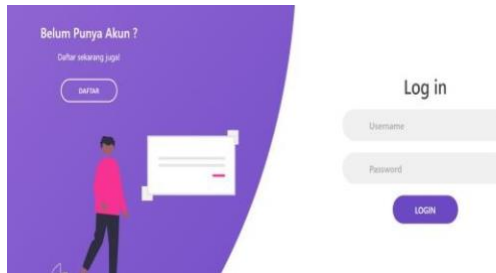 Belum Punya Akun ?
Daftar sekarang juga!
DAFTAR
Log in
Username
Password
LOGIN